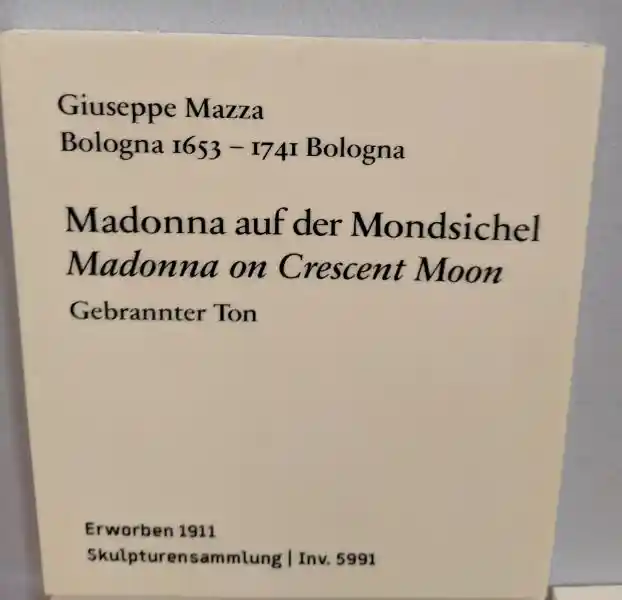 Giuseppe Mazza
Bologna 1653 – 1741 Bologna
Madonna auf der Mondsichel
Madonna on Crescent Moon
Gebrannter Ton
Erworben 1911
Skulpturensammlung | Inv. 5991